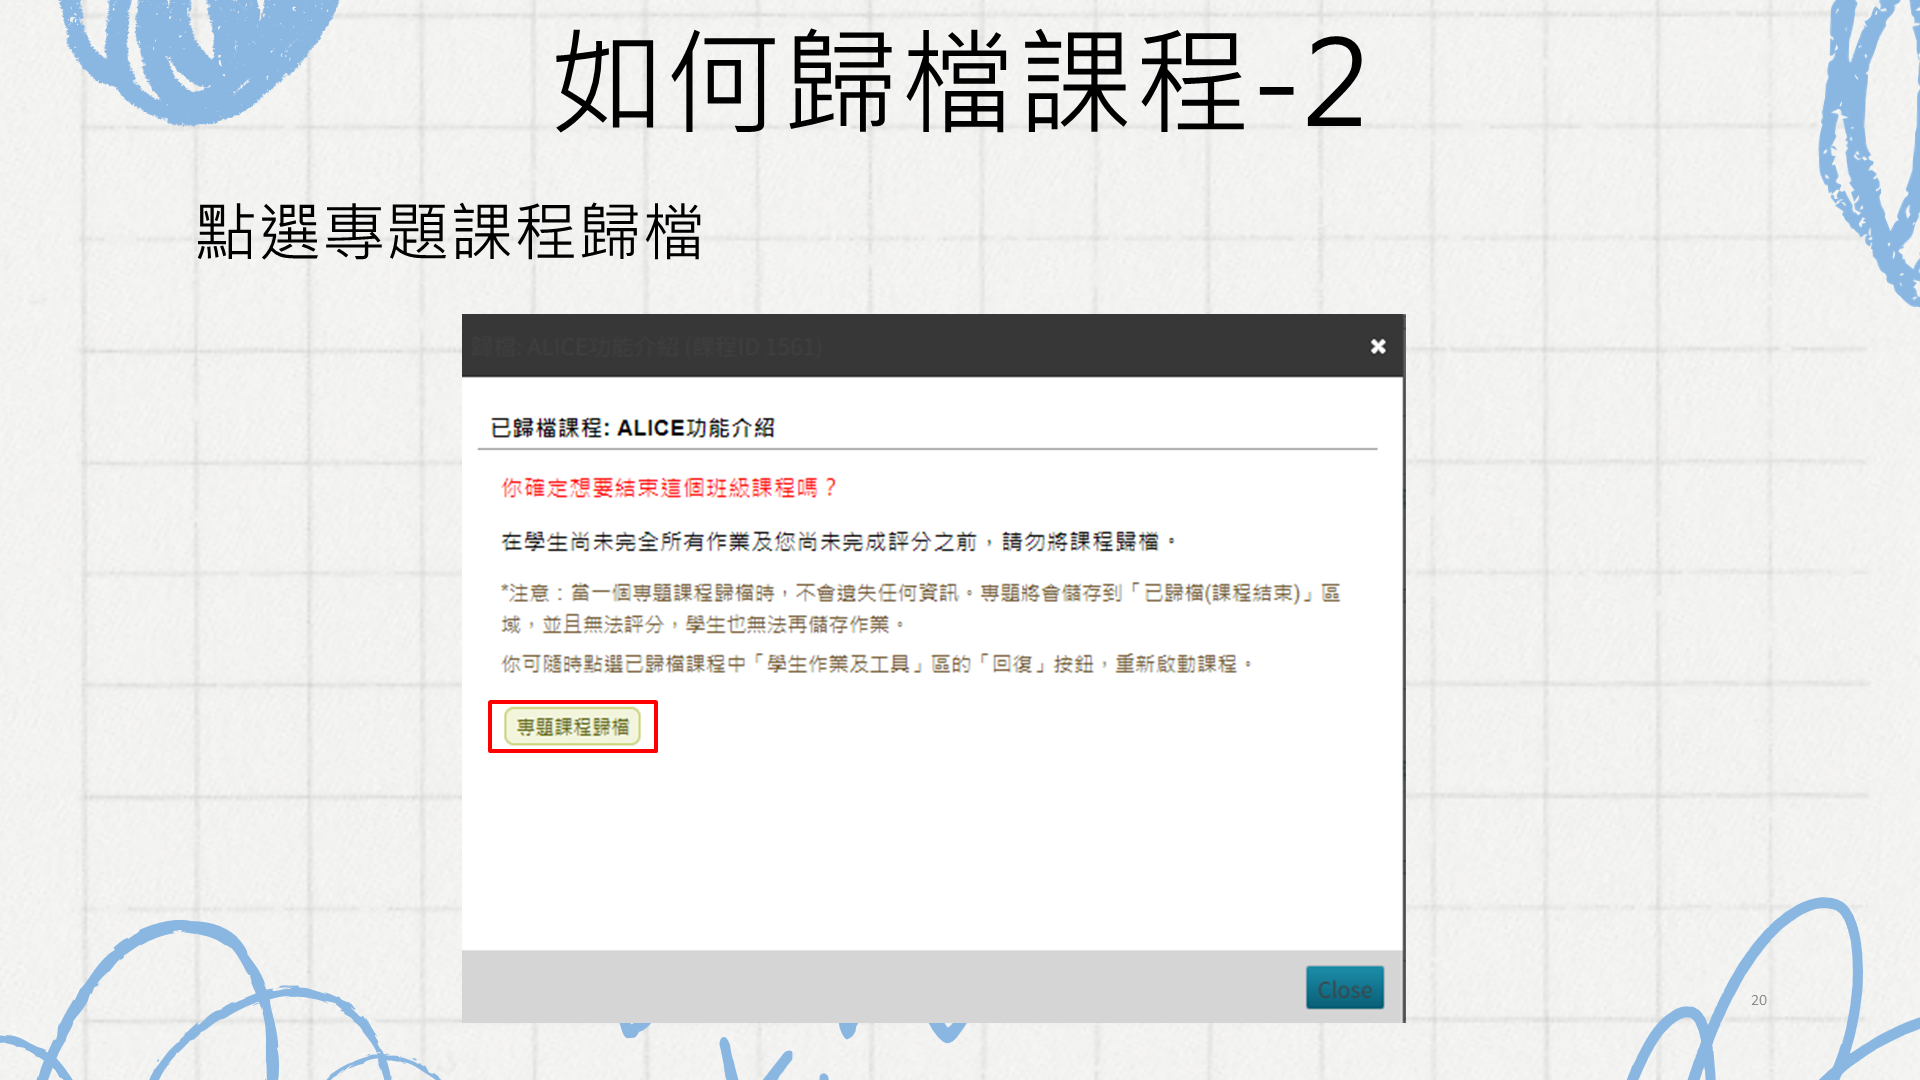 如何歸檔課程-2
點選專題課程歸檔
歸檔: ALICE功能介紹 (課程ID 1561)
已歸檔課程: ALICE功能介紹
你確定想要結束這個班級課程嗎？
在學生尚未完全所有作業及您尚未完成評分之前，請勿將課程歸檔。
*注意：當一個專題課程歸檔時，不會遺失任何資訊。專題將會儲存到「已歸檔(課程結束)」區
域，並且無法評分，學生也無法再儲存作業。
你可隨時點選已歸檔課程中「學生作業及工具」區的「回復」按鈕，重新啟動課程。
專題課程歸檔
Close
20